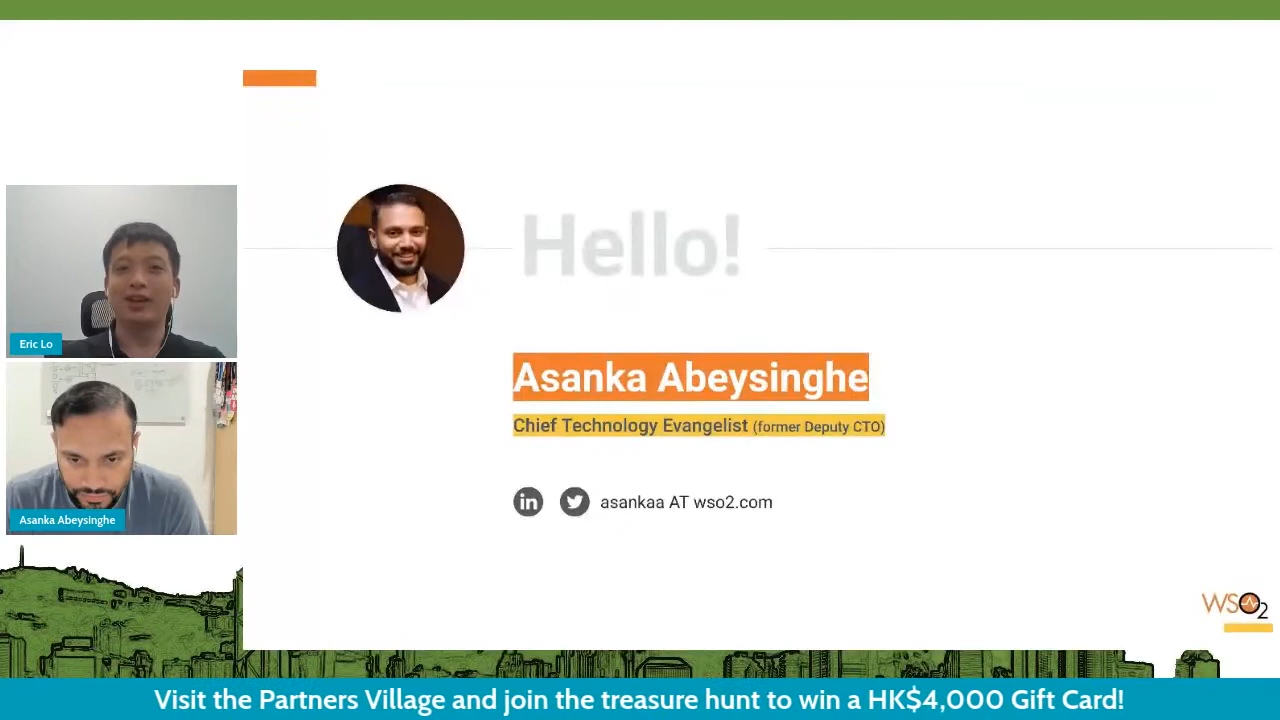 Hello!
Asanka Abeysinghe
Chief Technology Evangelist (former Deputy CTO)
in
asankaa AT wso2.com
Eric Lo
Asanka Abeysinghe
WSO2
Visit the Partners Village and join the treasure hunt to win a HK$4,000 Gift Card!